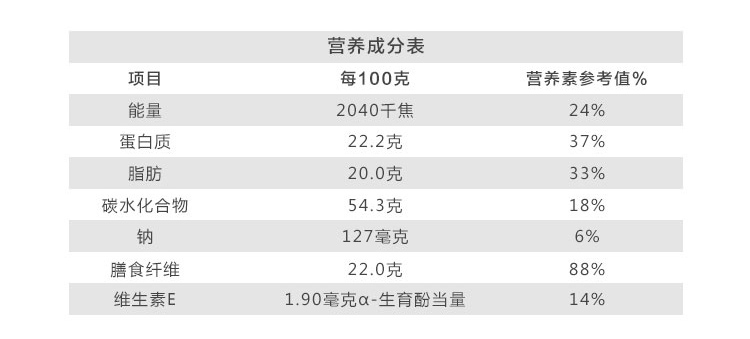 营养成分表
项目 每100克 营养素参考值%
能量 2040千焦 24%
蛋白质 22.2克 37%
脂肪 20.0克 33%
碳水化合物 54.3克 18%
钠 127毫克 6%
膳食纤维 22.0克 88%
维生素E 1.90毫克α-生育酚当量 14%